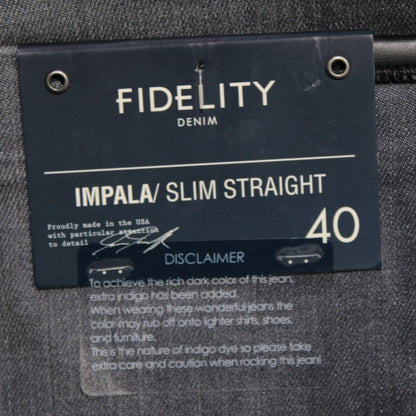 FIDELITY
DENIM
IMPALA/ SLIM STRAIGHT
Proudly made in the USA
with particular attention
to detail
40
DISCLAIMER
To achieve the rich dark color of this jean,
extra indigo has been added.
When wearing these wonderful jeans the
color may rub off onto lighter shirts, shoes,
and furniture.
This is the nature of indigo dye so please take
extra care and caution when rocking this jean!